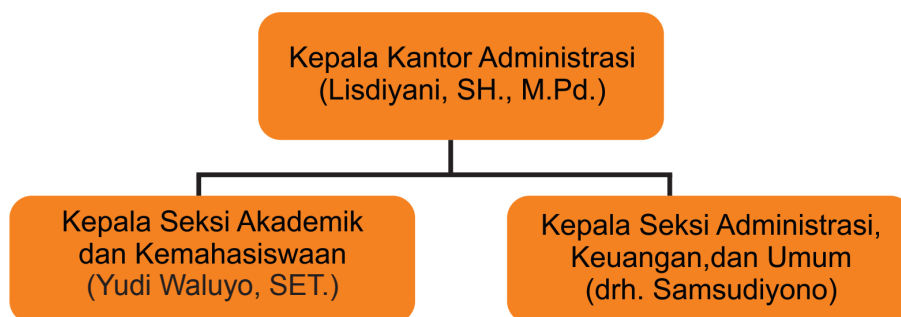 Kepala Kantor Administrasi
(Lisdiyani, SH., M.Pd.)
Kepala Seksi Akademik
dan Kemahasiswaan
(Yudi Waluyo, SET.)
Kepala Seksi Administrasi,
Keuangan,dan Umum
(drh. Samsudiyono)